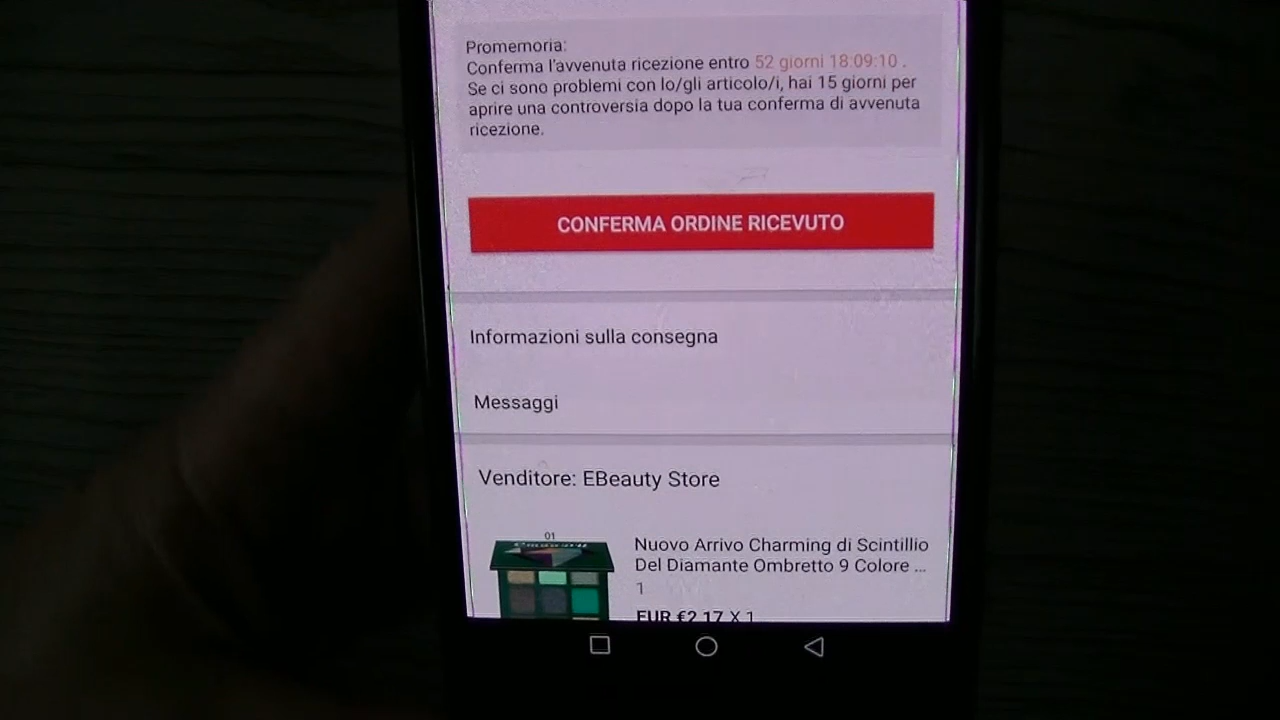 Promemoria:
Conferma l'avvenuta ricezione entro 52 giorni 18:09:10 .
Se ci sono problemi con lo/gli articolo/i, hai 15 giorni per
aprire una controversia dopo la tua conferma di avvenuta
ricezione.
CONFERMA ORDINE RICEVUTO
Informazioni sulla consegna
Messaggi
Venditore: EBeauty Store
01
Nuovo Arrivo Charming di Scintillio
Del Diamante Ombretto 9 Colore ...
1
EUR €2,17 X 1